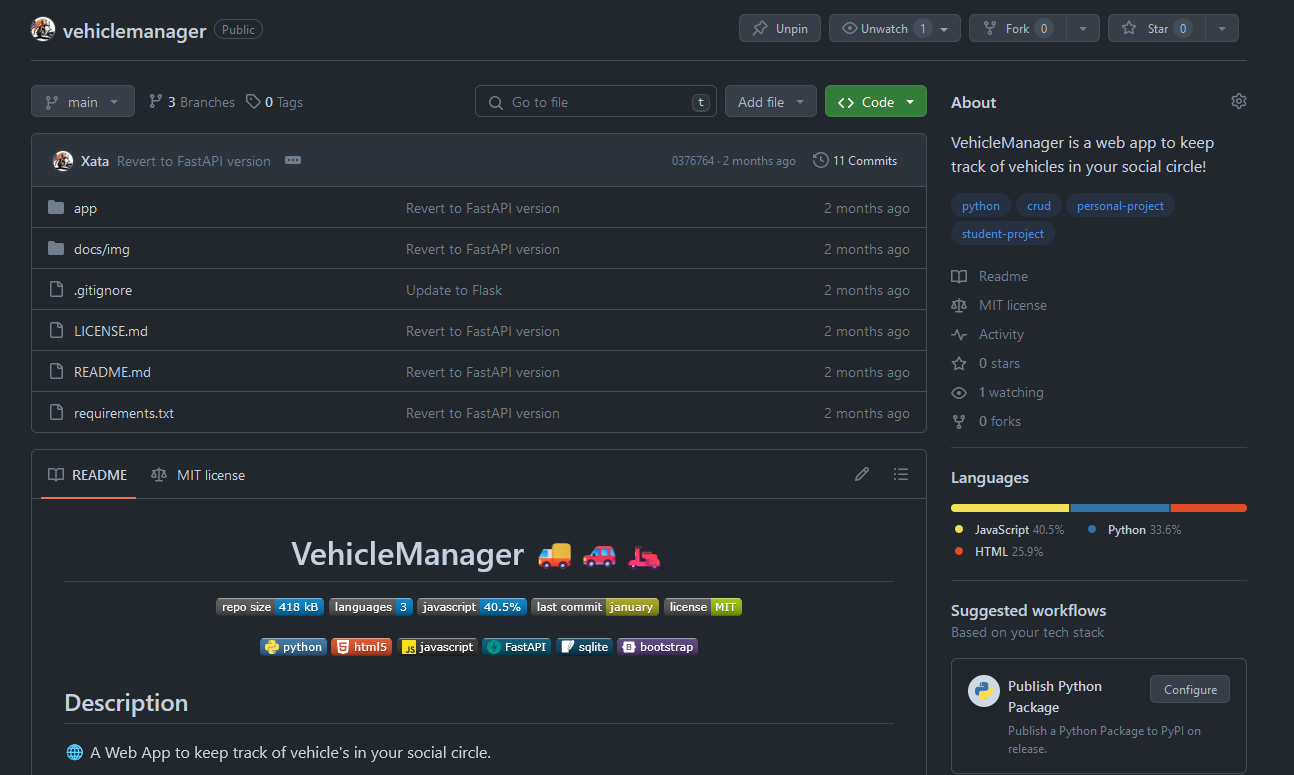 vehiclemanager Public Unpin Unwatch 1 Fork 0 Star 0
main 3 Branches 0 Tags Go to file t Add file Code
Xata Revert to FastAPI version 0376764 · 2 months ago 11 Commits
app Revert to FastAPI version 2 months ago
docs/img Revert to FastAPI version 2 months ago
.gitignore Update to Flask 2 months ago
LICENSE.md Revert to FastAPI version 2 months ago
README.md Revert to FastAPI version 2 months ago
requirements.txt Revert to FastAPI version 2 months ago
README MIT license
VehicleManager
repo size 418 kB languages 3 javascript 40.5% last commit january license MIT
python html5 JS javascript FastAPI sqlite B bootstrap
Description
A Web App to keep track of vehicle's in your social circle.
About
VehicleManager is a web app to keep
track of vehicles in your social circle!
python crud personal-project
student-project
Readme
MIT license
Activity
0 stars
1 watching
0 forks
Languages
JavaScript 40.5% Python 33.6%
HTML 25.9%
Suggested workflows
Based on your tech stack
Publish Python Configure
Package
Publish a Python Package to PyPI on
release.